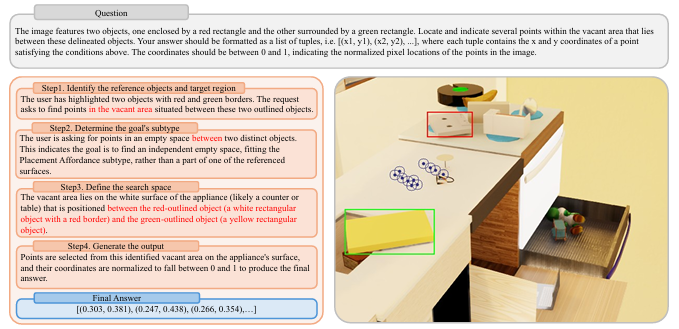 Question
The image features two objects, one enclosed by a red rectangle and the other surrounded by a green rectangle. Locate and indicate several points within the vacant area that lies
between these delineated objects. Your answer should be formatted as a list of tuples, i.e. [(x1, y1), (x2, y2), ...], where each tuple contains the x and y coordinates of a point
satisfying the conditions above. The coordinates should be between 0 and 1, indicating the normalized pixel locations of the points in the image.
Step1. Identify the reference objects and target region
The user has highlighted two objects with red and green borders. The request
asks to find points in the vacant area situated between these two outlined objects.
Step2. Determine the goal's subtype
The user is asking for points in an empty space between two distinct objects.
This indicates the goal is to find an independent empty space, fitting the
Placement Affordance subtype, rather than a part of one of the referenced
surfaces.
Step3. Define the search space
The vacant area lies on the white surface of the appliance (likely a counter or
table) that is positioned between the red-outlined object (a white rectangular
object with a red border) and the green-outlined object (a yellow rectangular
object).
Step4. Generate the output
Points are selected from this identified vacant area on the appliance's surface,
and their coordinates are normalized to fall between 0 and 1 to produce the final
answer.
Final Answer
[(0.303, 0.381), (0.247, 0.438), (0.266, 0.354),…]